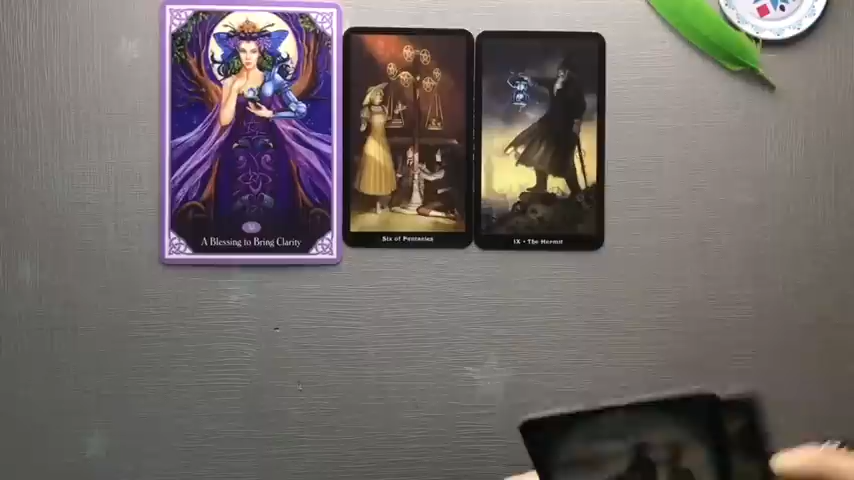 A Blessing to Bring Clarity
Six of Pentacles
IX • The Hermit